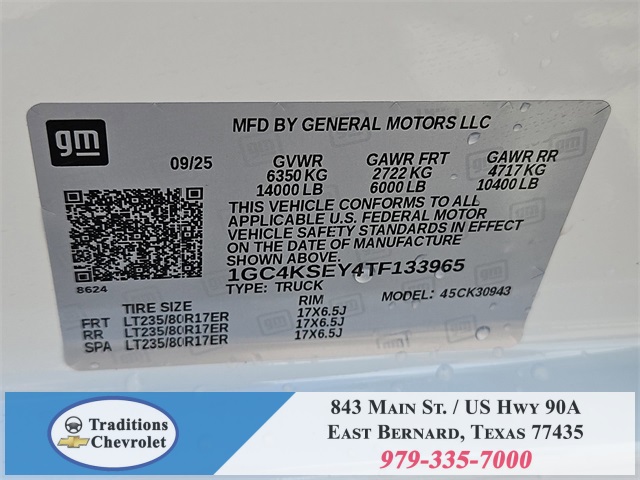 gm
MFD BY GENERAL MOTORS LLC
09/25 GVWR GAWR FRT GAWR RR
6350 KG 2722 KG 4717 KG
14000 LB 6000 LB 10400 LB
THIS VEHICLE CONFORMS TO ALL
APPLICABLE U.S. FEDERAL MOTOR
VEHICLE SAFETY STANDARDS IN EFFECT
ON THE DATE OF MANUFACTURE
SHOWN ABOVE.
8624
1GC4KSEY4TF133965
TYPE: TRUCK MODEL: 45CK30943
TIRE SIZE RIM
FRT LT235/80R17ER 17X6.5J
RR LT235/80R17ER 17X6.5J
SPA LT235/80R17ER 17X6.5J
Traditions
Chevrolet
843 Main St. / US Hwy 90A
East Bernard, Texas 77435
979-335-7000